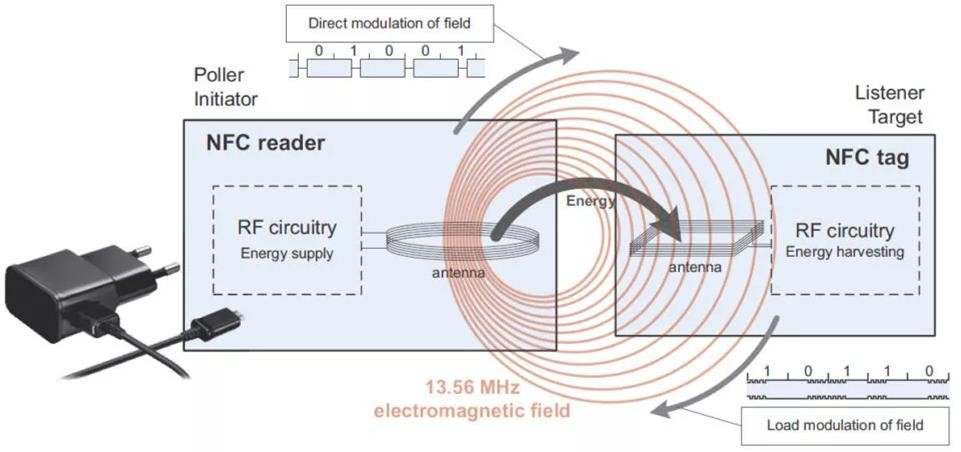 Direct modulation of field
0 1 0 0 1
Poller
Initiator
NFC reader
RF circuitry
Energy supply
antenna
Energy
13.56 MHz
electromagnetic field
Listener
Target
NFC tag
antenna
RF circuitry
Energy harvesting
1 0 1 1 0
Load modulation of field